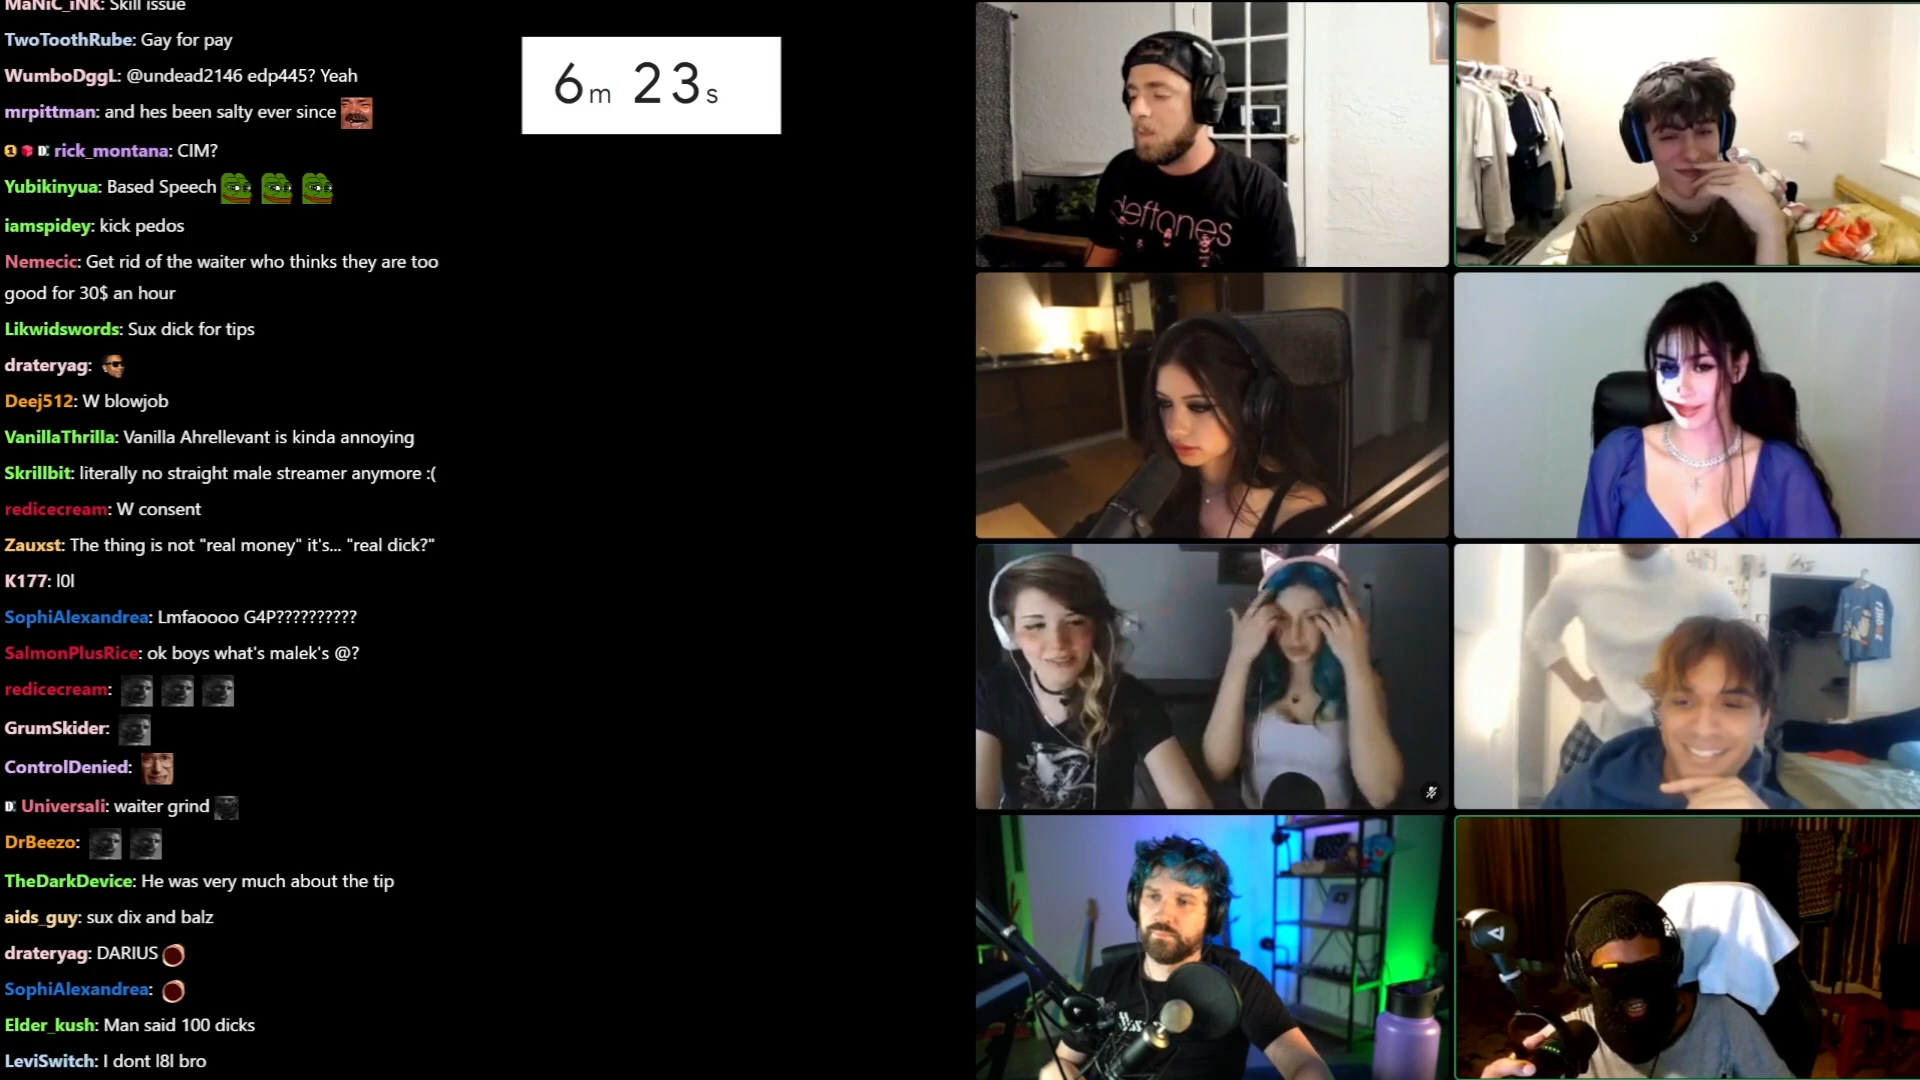 MaNiC_iNK: Skill issue
TwoToothRube: Gay for pay
WumboDggL: @undead2146 edp445? Yeah
mrpittman: and hes been salty ever since
rick_montana: CIM?
Yubikinyua: Based Speech
iamspidey: kick pedos
Nemecic: Get rid of the waiter who thinks they are too
good for 30$ an hour
Likwidswords: Sux dick for tips
drateryag:
Deej512: W blowjob
VanillaThrilla: Vanilla Ahrellevant is kinda annoying
Skrillbit: literally no straight male streamer anymore :(
redicecream: W consent
Zauxst: The thing is not "real money" it's... "real dick?"
K177: l0l
SophiAlexandrea: Lmfaoooo G4P??????????
SalmonPlusRice: ok boys what's malek's @?
redicecream:
GrumSkider:
ControlDenied:
Universali: waiter grind
DrBeezo:
TheDarkDevice: He was very much about the tip
aids_guy: sux dix and balz
drateryag: DARIUS
SophiAlexandrea:
Elder_kush: Man said 100 dicks
LeviSwitch: I dont l8l bro
6m 23s
deftones